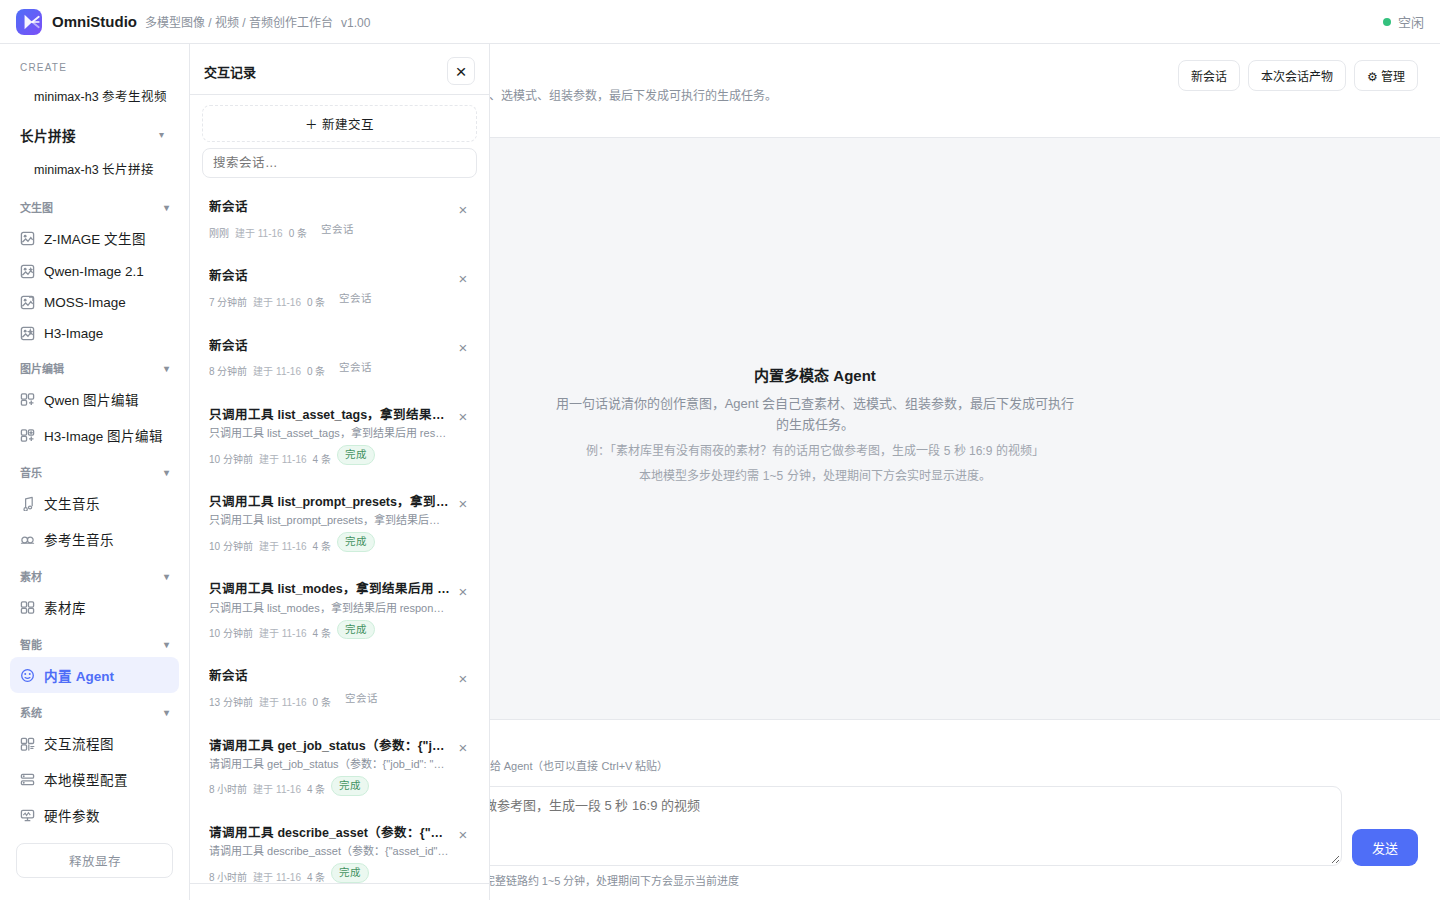 OmniStudio 多模型图像 / 视频 / 音频创作工作台 v1.00
空闲
CREATE
minimax-h3 参考生视频
长片拼接
minimax-h3 长片拼接
文生图
Z-IMAGE 文生图
Qwen-Image 2.1
MOSS-Image
H3-Image
图片编辑
Qwen 图片编辑
H3-Image 图片编辑
音乐
文生音乐
参考生音乐
素材
素材库
智能
内置 Agent
系统
交互流程图
本地模型配置
硬件参数
释放显存
交互记录
＋ 新建交互
搜索会话…
新会话
刚刚 建于 11-16 0 条 空会话
新会话
7 分钟前 建于 11-16 0 条 空会话
新会话
8 分钟前 建于 11-16 0 条 空会话
只调用工具 list_asset_tags，拿到结果…
只调用工具 list_asset_tags，拿到结果后用 res…
10 分钟前 建于 11-16 4 条 完成
只调用工具 list_prompt_presets，拿到…
只调用工具 list_prompt_presets，拿到结果后…
10 分钟前 建于 11-16 4 条 完成
只调用工具 list_modes，拿到结果后用 …
只调用工具 list_modes，拿到结果后用 respon…
10 分钟前 建于 11-16 4 条 完成
新会话
13 分钟前 建于 11-16 0 条 空会话
请调用工具 get_job_status（参数：{"j…
请调用工具 get_job_status（参数：{"job_id": "…
8 小时前 建于 11-16 4 条 完成
请调用工具 describe_asset（参数：{"…
请调用工具 describe_asset（参数：{"asset_id"…
8 小时前 建于 11-16 4 条 完成
新会话
本次会话产物
⚙ 管理
、选模式、组装参数，最后下发成可执行的生成任务。
内置多模态 Agent
用一句话说清你的创作意图，Agent 会自己查素材、选模式、组装参数，最后下发成可执行
的生成任务。
例：「素材库里有没有雨夜的素材？有的话用它做参考图，生成一段 5 秒 16:9 的视频」
本地模型多步处理约需 1~5 分钟，处理期间下方会实时显示进度。
给 Agent（也可以直接 Ctrl+V 粘贴）
做参考图，生成一段 5 秒 16:9 的视频
发送
完整链路约 1~5 分钟，处理期间下方会显示当前进度